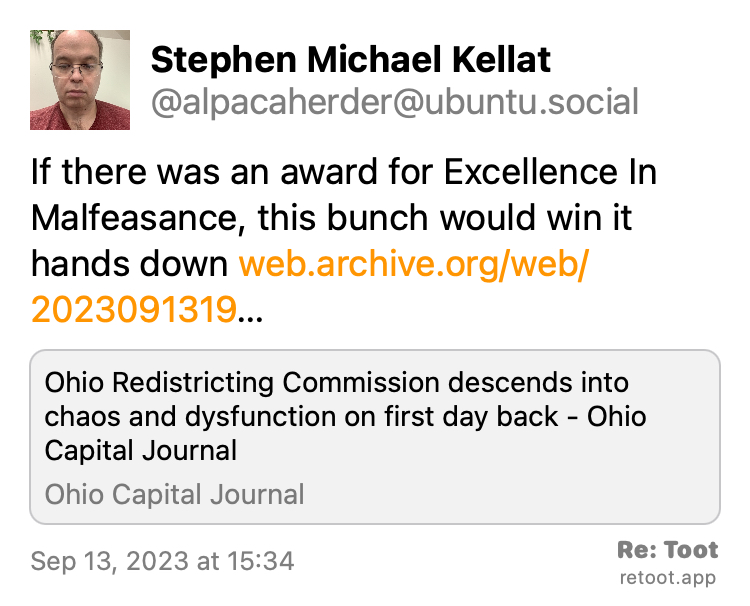 Stephen Michael Kellat
@alpacaherder@ubuntu.social
If there was an award for Excellence In
Malfeasance, this bunch would win it
hands down web.archive.org/web/
2023091319...
Ohio Redistricting Commission descends into
chaos and dysfunction on first day back - Ohio
Capital Journal
Ohio Capital Journal
Sep 13, 2023 at 15:34
Re: Toot
retoot.app